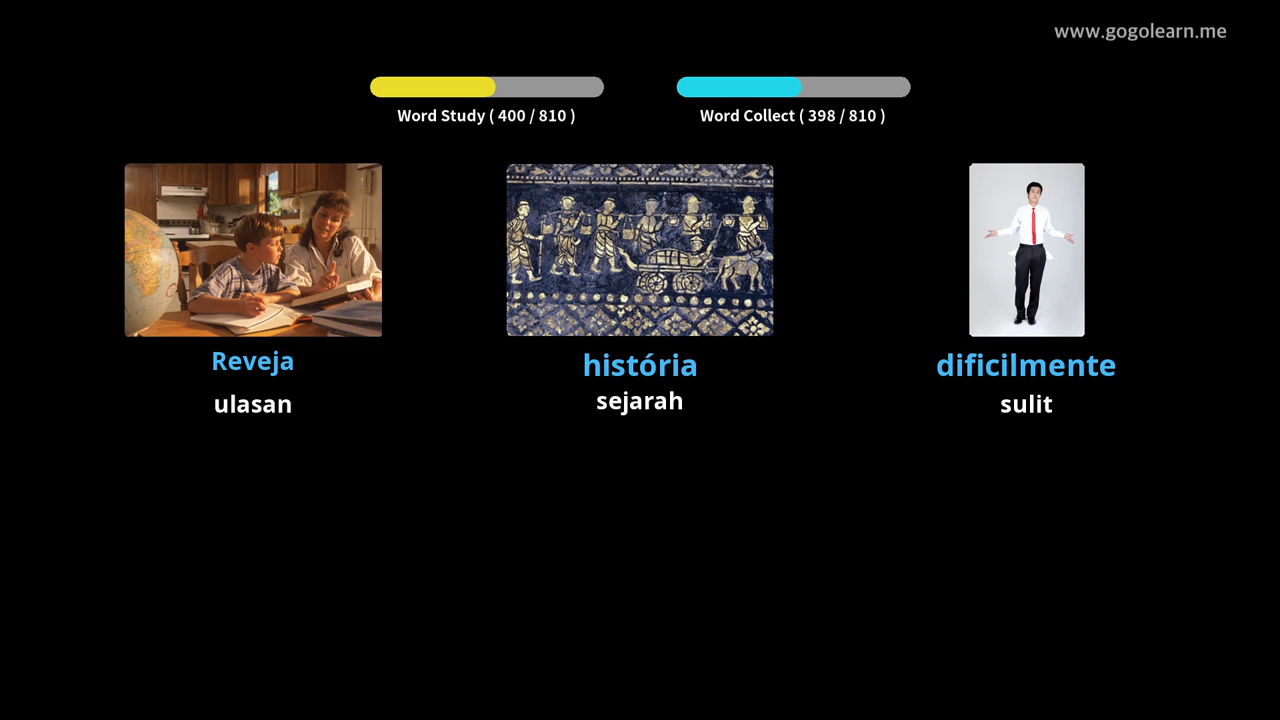 www.gogolearn.me
Word Study ( 400 / 810 )
Word Collect ( 398 / 810 )
Reveja
história
dificilmente
ulasan
sejarah
sulit